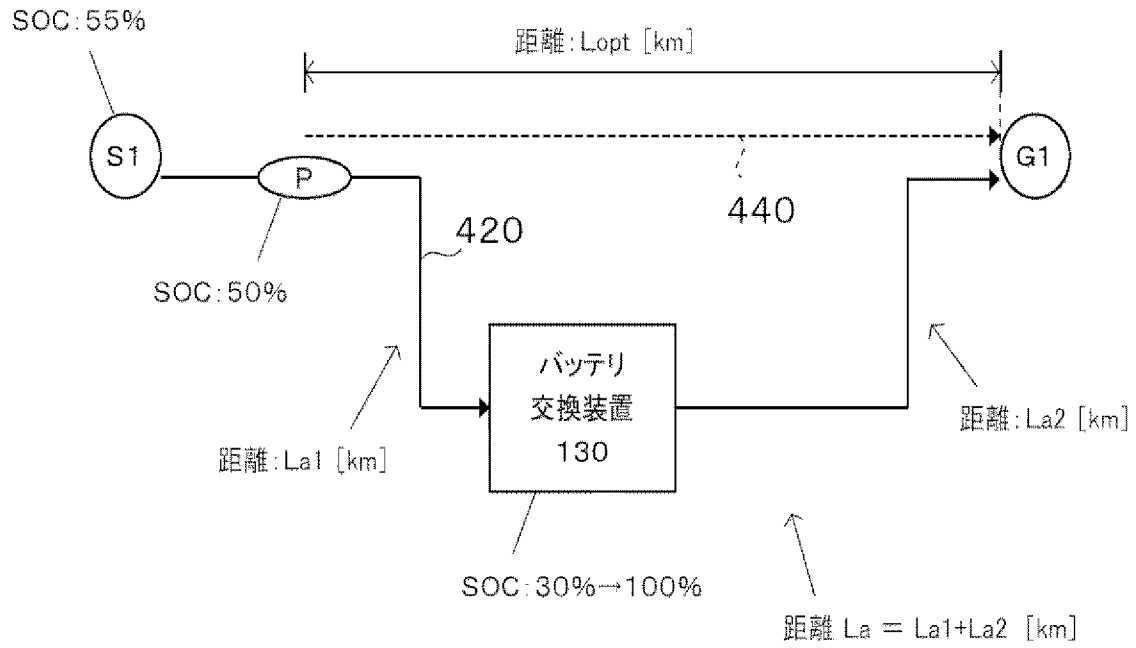 SOC:55%
距離:Lopt [km]
S1
P
G1
440
420
SOC:50%
バッテリ
交換装置
130
距離:La1 [km]
距離:La2 [km]
SOC:30%→100%
距離 La = La1+La2 [km]